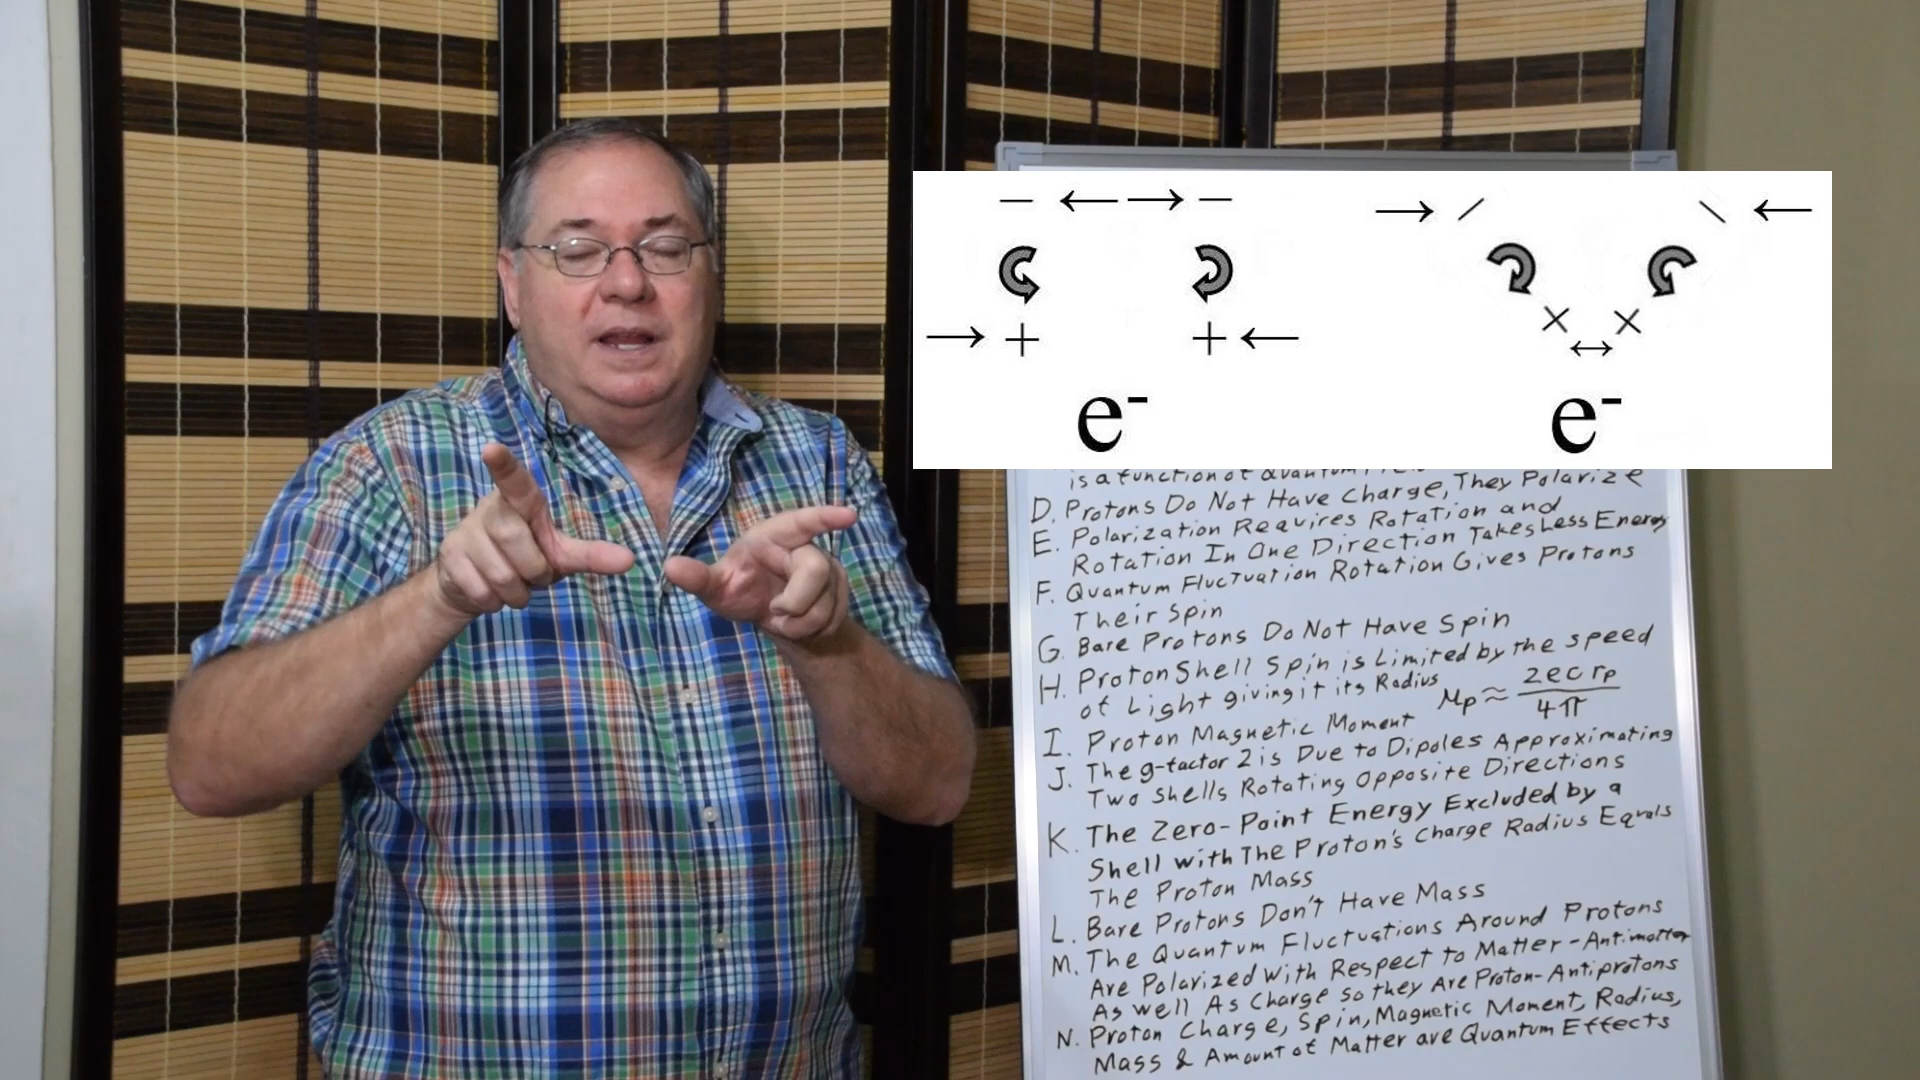 — ← → — → / \ ←
→ + + ← × ×
↔
e⁻ e⁻
is a function of Quantum
D. Protons Do Not Have Charge, They Polarize
E. Polarization Requires Rotation and
Rotation In One Direction Takes Less Energy
F. Quantum Fluctuation Rotation Gives Protons
Their Spin
G. Bare Protons Do Not Have Spin
H. Proton Shell Spin is Limited by the speed
of Light giving it its Radius
I. Proton Magnetic Moment Mp ≈ 2ecrp / 4π
J. The g-factor 2 is Due to Dipoles Approximating
Two Shells Rotating Opposite Directions
K. The Zero-Point Energy Excluded by a
Shell with The Proton's Charge Radius Equals
The Proton Mass
L. Bare Protons Don't Have Mass
M. The Quantum Fluctuations Around Protons
Are Polarized With Respect to Matter-Antimatter
As well As Charge so they Are Proton-Antiprotons
N. Proton Charge, Spin, Magnetic Moment, Radius,
Mass & Amount of Matter are Quantum Effects